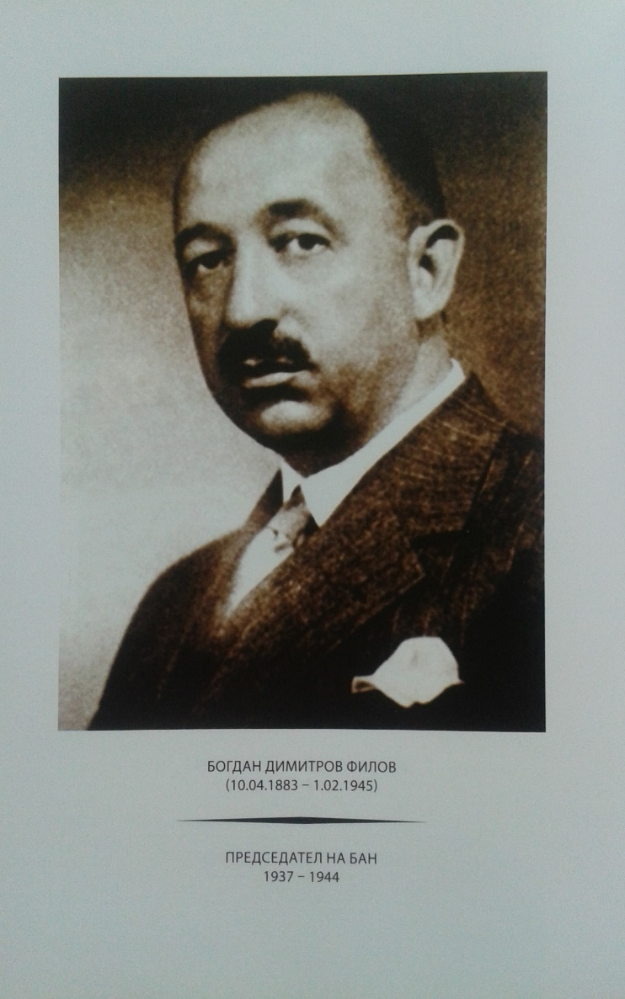 БОГДАН ДИМИТРОВ ФИЛОВ
(10.04.1883 – 1.02.1945)
ПРЕДСЕДАТЕЛ НА БАН
1937 – 1944